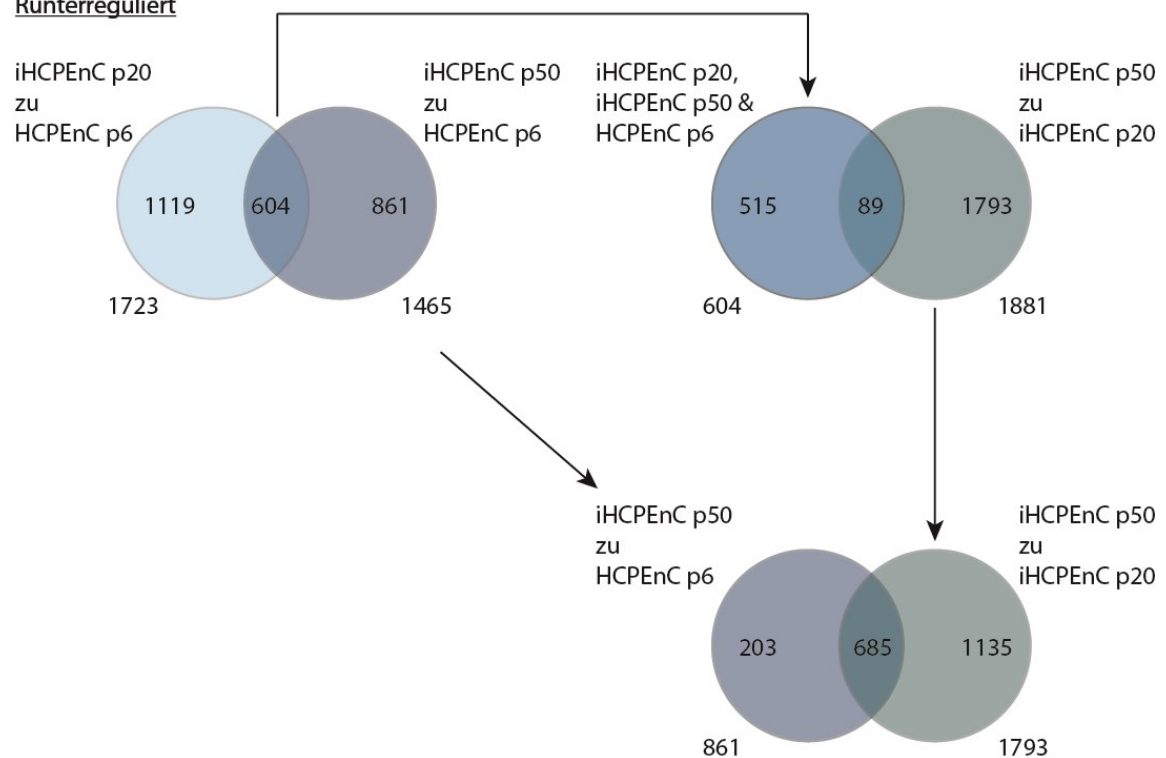 Runterreguliert
iHCPEnC p20
zu
HCPEnC p6
iHCPEnC p50
zu
HCPEnC p6
1119
604
861
1723
1465
iHCPEnC p20,
iHCPEnC p50 &
HCPEnC p6
iHCPEnC p50
zu
iHCPEnC p20
515
89
1793
604
1881
iHCPEnC p50
zu
HCPEnC p6
iHCPEnC p50
zu
iHCPEnC p20
203
685
1135
861
1793